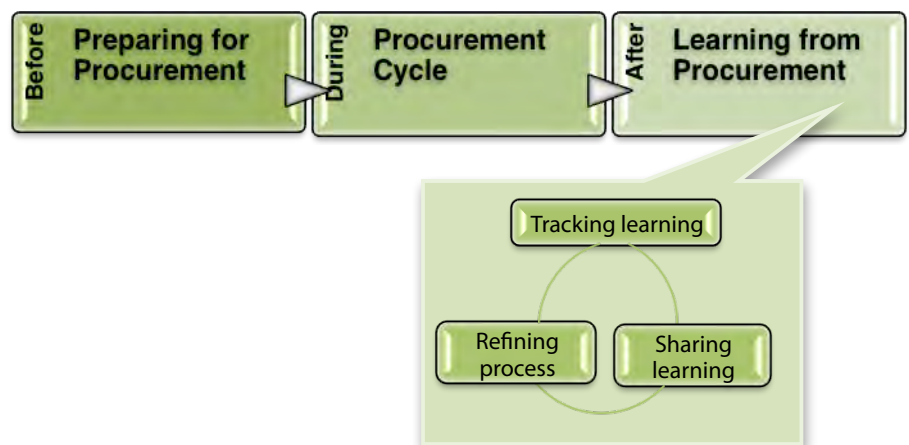 Before
Preparing for
Procurement
During
Procurement
Cycle
After
Learning from
Procurement
Tracking learning
Refining
process
Sharing
learning